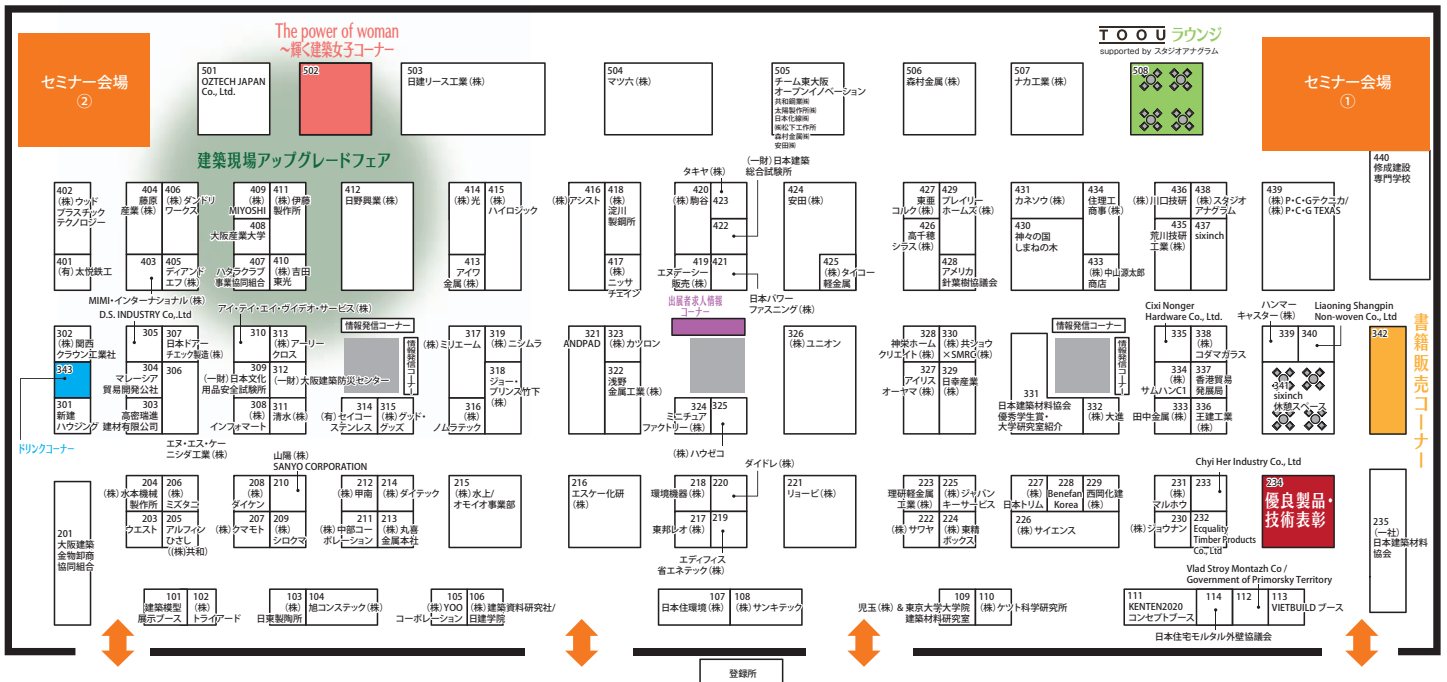 The power of woman
～輝く建築女子コーナー
TOOU ラウンジ
supported by スタジオアナグラム
セミナー会場
②
501
OZTECH JAPAN
Co., Ltd.
502
503
日建リース工業（株）
504
マツ六（株）
505
チーム東大阪
オープンイノベーション
共和鋼業㈱
太陽製作所㈱
日本化線㈱
㈱松下工作所
森村金属㈱
安田㈱
506
森村金属（株）
507
ナカ工業（株）
508
セミナー会場
①
建築現場アップグレードフェア
440
修成建設
専門学校
402
（株）ウッド
プラスチック
テクノロジー
401
（有）太悦鉄工
404
藤原
産業（株）
406
（株）ダンドリ
ワークス
403
MIMI・インターナショナル（株）
405
ディアンド
エフ（株）
409
（株）
MIYOSHI
411
（株）伊藤
製作所
408
大阪産業大学
407
ハタラクラブ
事業協同組合
410
（株）吉田
東光
412
日野興業（株）
414
（株）光
415
（株）
ハイロジック
413
アイワ
金属（株）
416
（株）アシスト
418
（株）
淀川
製鋼所
417
（株）
ニッサ
チェイン
タキヤ（株）
（一財）日本建築
総合試験所
420
（株）駒谷
423
422
419
エヌデーシー
販売（株）
421
日本パワー
ファスニング（株）
424
安田（株）
425
（株）タイコー
軽金属
427
東亜
コルク（株）
429
プレイリー
ホームズ（株）
426
高千穂
シラス（株）
428
アメリカ
針葉樹協議会
431
カネソウ（株）
430
神々の国
しまねの木
434
住理工
商事（株）
433
（株）中山源太郎
商店
436
（株）川口技研
438
（株）スタジオ
アナグラム
435
荒川技研
工業（株）
437
sixinch
439
（株）P・C・Gテクニカ/
（株）P・C・G TEXAS
出展者求人情報
コーナー
302
（株）関西
クラウン工業社
343
301
新建
ハウジング
ドリンクコーナー
D.S. INDUSTRY Co,.Ltd
305
307
日本ドアー
チェック製造（株）
304
マレーシア
貿易開発公社
306
303
高密瑞進
建材有限公司
エヌ・エス・ケー
ニシダ工業（株）
アイ・テイ・エイ・ヴイデオ・サービス（株）
310
313
（株）アーリー
クロス
309
（一財）日本文化
用品安全試験所
312
（一財）大阪建築防災センター
308
（株）
インフォマート
311
清水（株）
情報発信コーナー
情報発信コーナー
314
（有）セイコー
ステンレス
315
（株）グッド・
グッズ
317
（株）ミリエーム
319
（株）ニシムラ
318
ジョー・
プリンス竹下
（株）
316
（株）
ノムラテック
321
ANDPAD
323
（株）カツロン
322
浅野
金属工業（株）
324
ミニチュア
ファクトリー（株）
325
（株）ハウゼコ
326
（株）ユニオン
328
神栄ホーム
クリエイト（株）
330
（株）共ショウ
×SMRC（株）
327
アイリス
オーヤマ（株）
329
日幸産業
（株）
情報発信コーナー
情報発信コーナー
331
日本建築材料協会
優秀学生賞・
大学研究室紹介
332
（株）大進
Cixi Nonger
Hardware Co., Ltd.
335
338
（株）
コダマガラス
334
（株）
サムハンC1
337
香港貿易
発展局
333
田中金属（株）
336
王建工業
（株）
ハンマー
キャスター（株）
339
Liaoning Shangpin
Non-woven Co., Ltd
340
341
sixinch
休憩スペース
342
書籍販売コーナー
201
大阪建築
金物卸商
協同組合
204
（株）水本機械
製作所
206
（株）
ミズタニ
203
ウエスト
205
アルフィン
ひさし
（（株）共和）
山陽（株）
SANYO CORPORATION
208
（株）
ダイケン
210
207
（株）クマモト
209
（株）
シロクマ
212
（株）甲南
214
（株）ダイテック
211
（株）中部コー
ポレーション
213
（株）丸喜
金属本社
215
（株）水上/
オモイオ事業部
216
エスケー化研
（株）
ダイドレ（株）
218
環境機器（株）
220
217
東邦レオ（株）
219
エディフィス
省エネテック（株）
221
リョービ（株）
223
理研軽金属
工業（株）
225
（株）ジャパン
キーサービス
222
（株）サワヤ
224
（株）東精
ボックス
227
（株）
日本トリム
228
Benefan
Korea
229
西岡化建
（株）
226
（株）サイエンス
Chyi Her Industry Co., Ltd
231
（株）
マルホウ
233
230
（株）ジョウナン
232
Ecquality
Timber Products
Co., Ltd
234
優良製品・
技術表彰
235
（一社）
日本建築材料
協会
101
建築模型
展示ブース
102
（株）
トライアード
103
（株）
日東製陶所
104
旭コンステック（株）
105
（株）YOO
コーポレーション
106
（株）建築資料研究社/
日建学院
107
日本住環境（株）
108
（株）サンキテック
109
児玉（株）&東京大学大学院
建築材料研究室
110
（株）ケツト科学研究所
Vlad Stroy Montazh Co /
Government of Primorsky Territory
111
KENTEN2020
コンセプトブース
114
112
113
VIETBUILD ブース
日本住宅モルタル外壁協議会
登録所